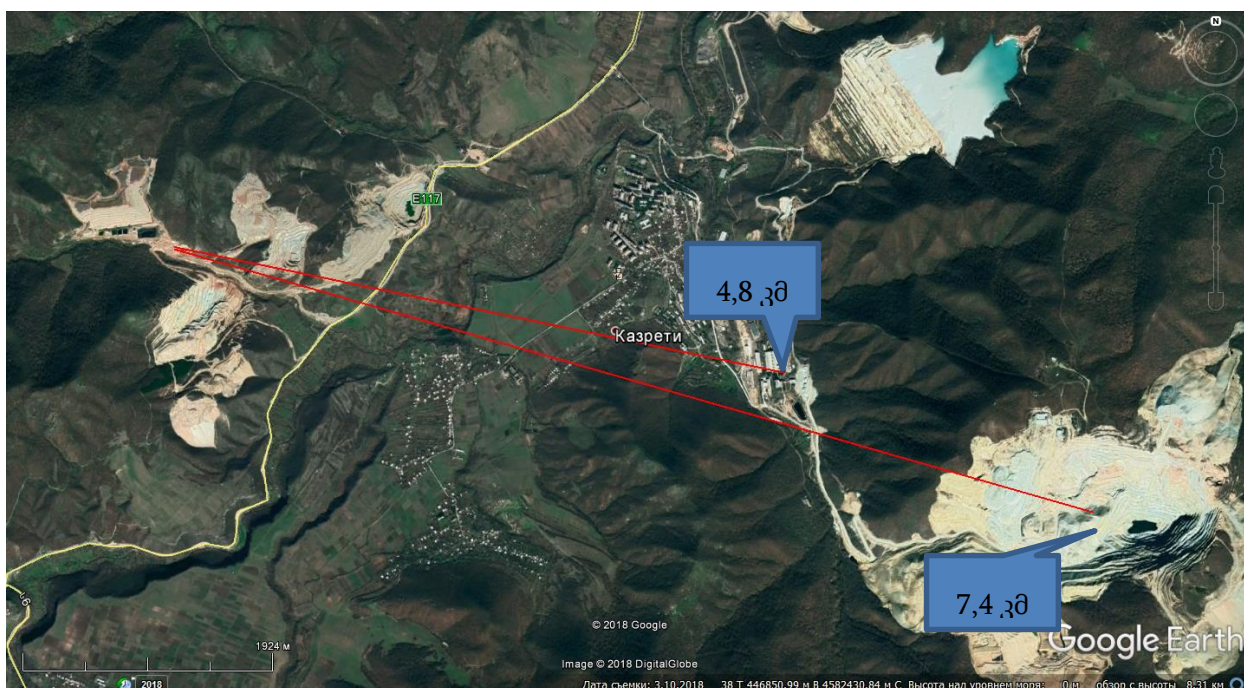 N
E117
4,8 კმ
Казрети
7,4 კმ
© 2018 Google
Google Earth
1924 м
Image © 2018 DigitalGlobe
2018
Дата съемки: 3.10.2018 38 T 446850.99 м В 4582430.84 м С Высота над уровнем моря: 0 м обзор с высоты 8.31 км